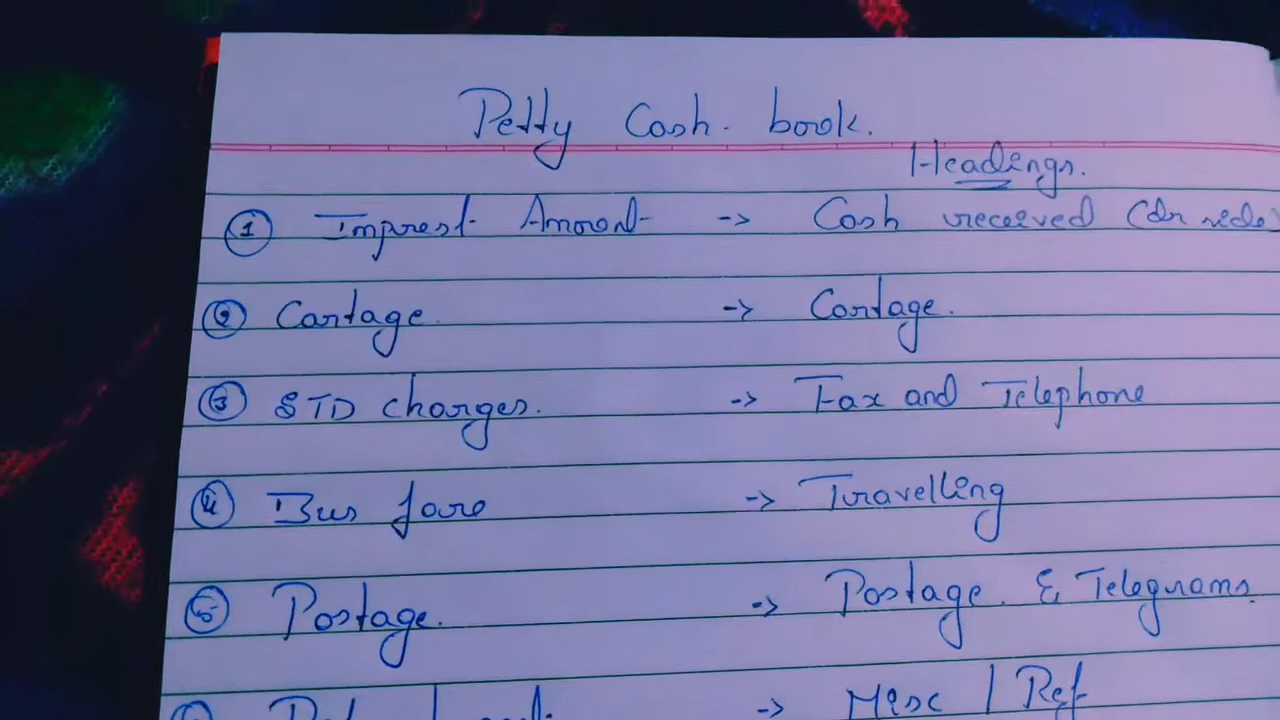 Petty Cash book.
Headings.
① Imprest Amount -> Cash received (dr side
② Cartage. -> Cartage.
③ STD charges. -> Fax and Telephone
④ Bus fare -> Travelling
⑤ Postage. -> Postage. & Telegrams.
-> Misc / Ref